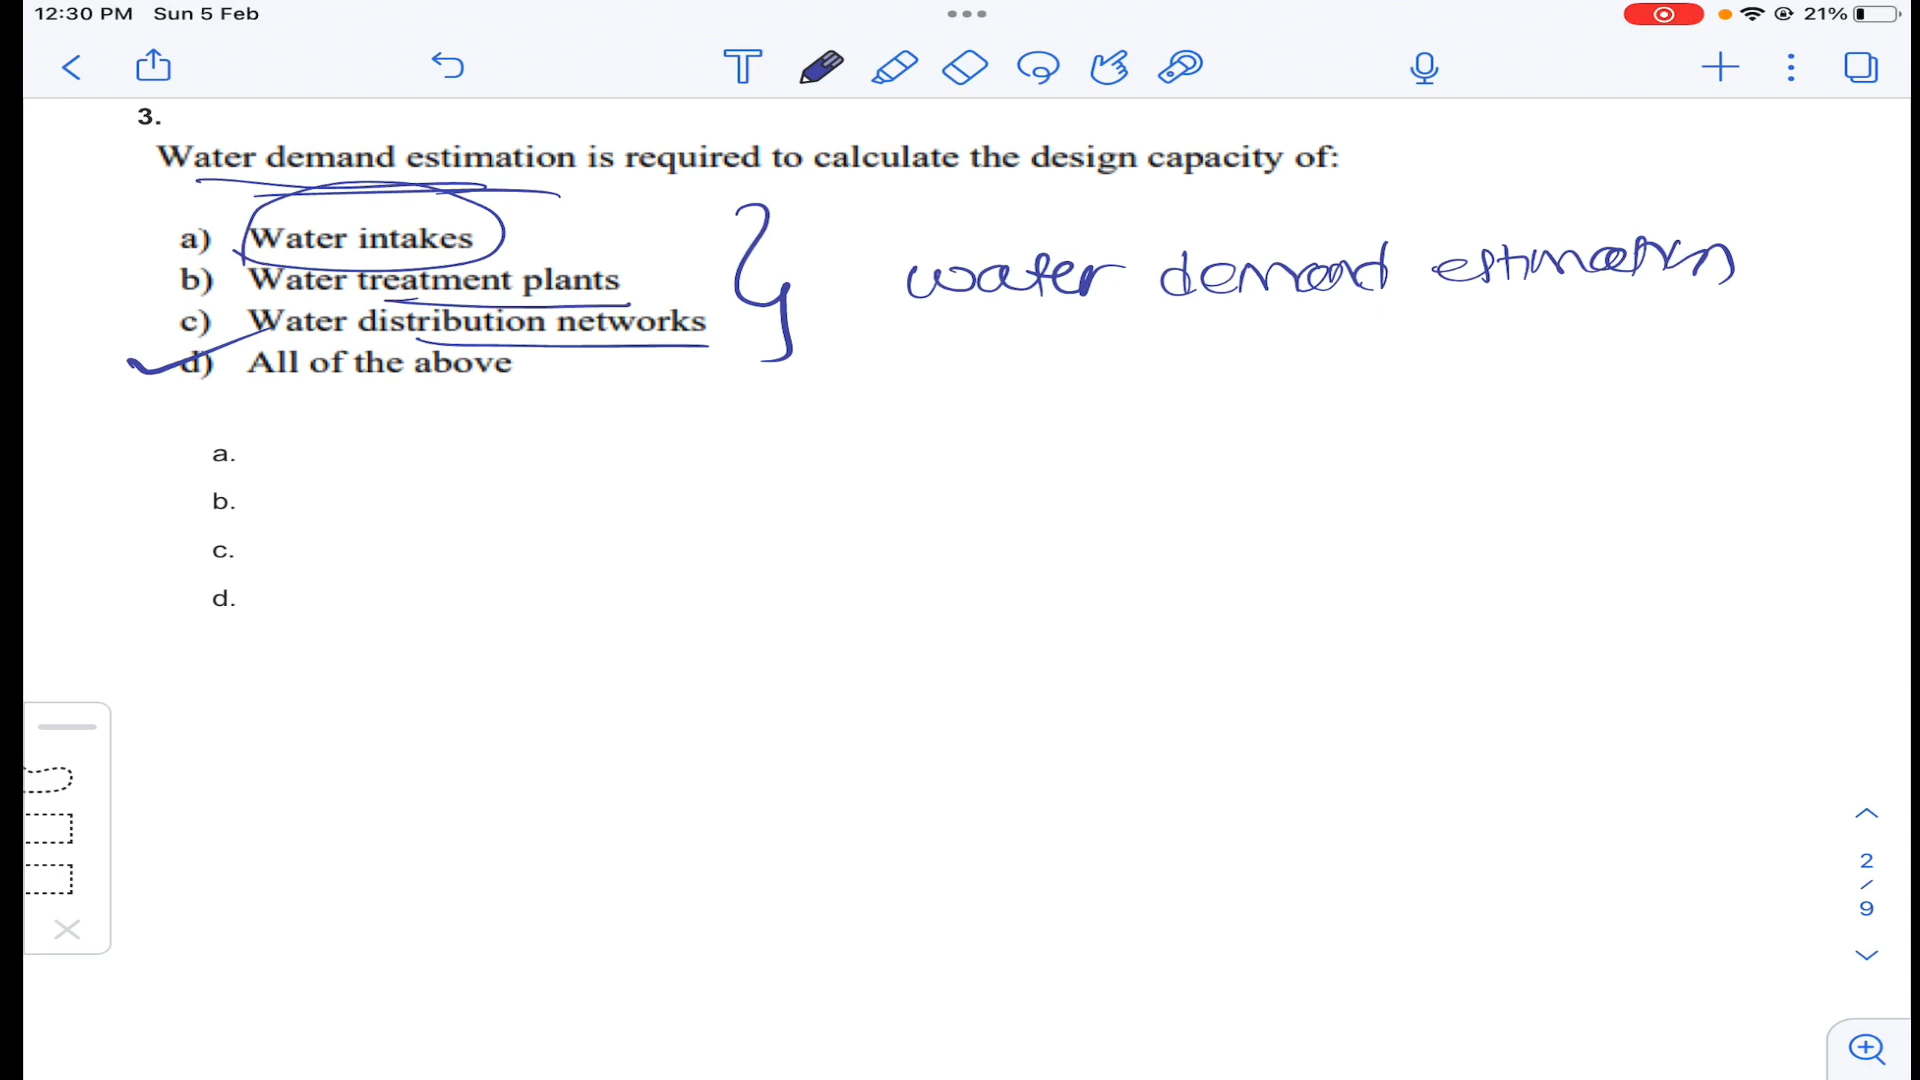 12:30 PM Sun 5 Feb
21%
T
3.
Water demand estimation is required to calculate the design capacity of:
a) Water intakes
b) Water treatment plants
c) Water distribution networks
d) All of the above
water demand estimation
a.
b.
c.
d.
2
/
9